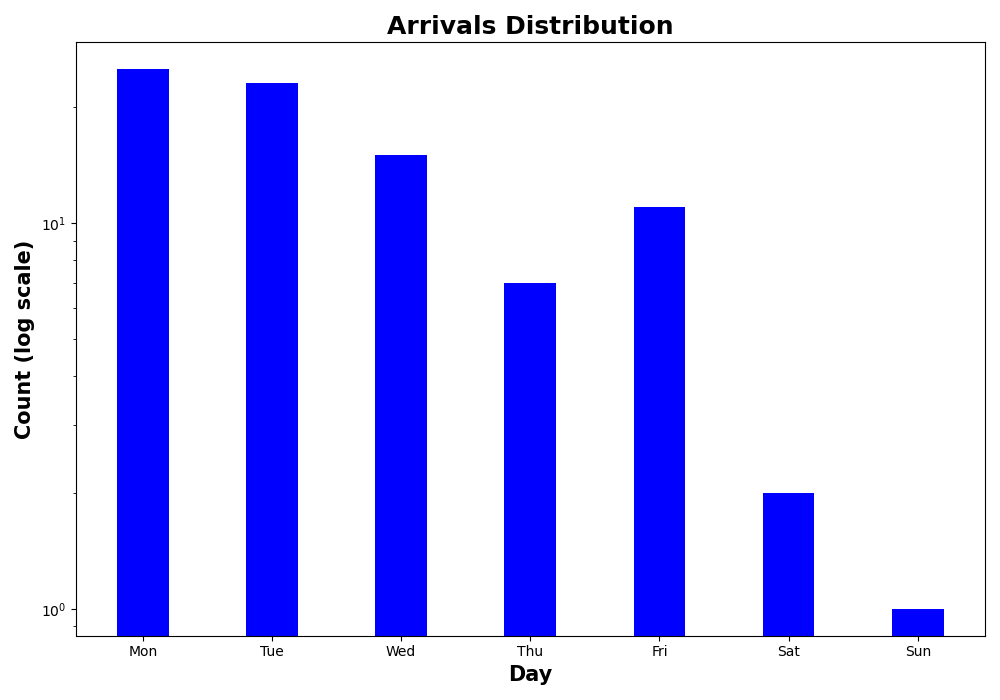 Arrivals Distribution
Count (log scale)
10¹
10⁰
Mon Tue Wed Thu Fri Sat Sun
Day